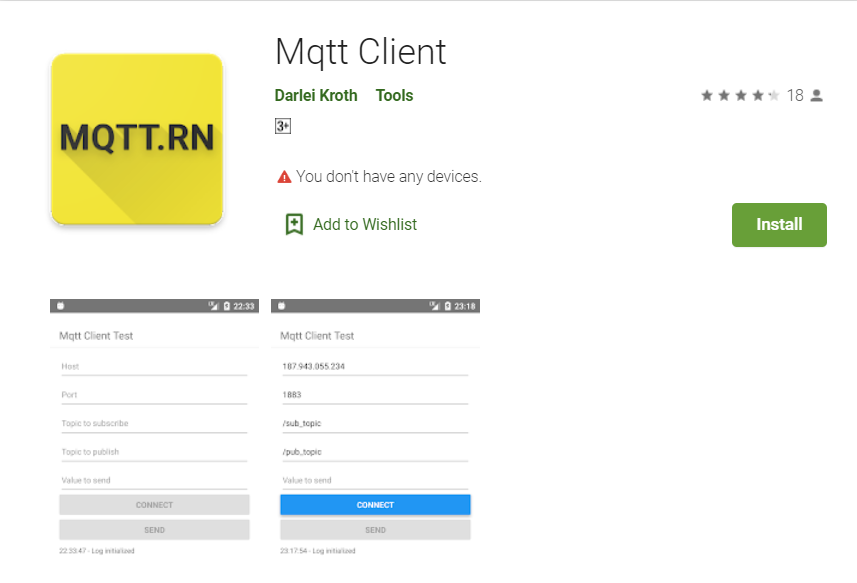 Mqtt Client
MQTT.RN
Darlei Kroth Tools
18
3+
You don't have any devices.
Add to Wishlist
Install
22:33
Mqtt Client Test
Host
Port
Topic to subscribe
Topic to publish
Value to send
CONNECT
SEND
22:33:47 - Log initialized
23:18
Mqtt Client Test
187.943.055.234
1883
/sub_topic
/pub_topic
Value to send
CONNECT
SEND
23:17:54 - Log initialized